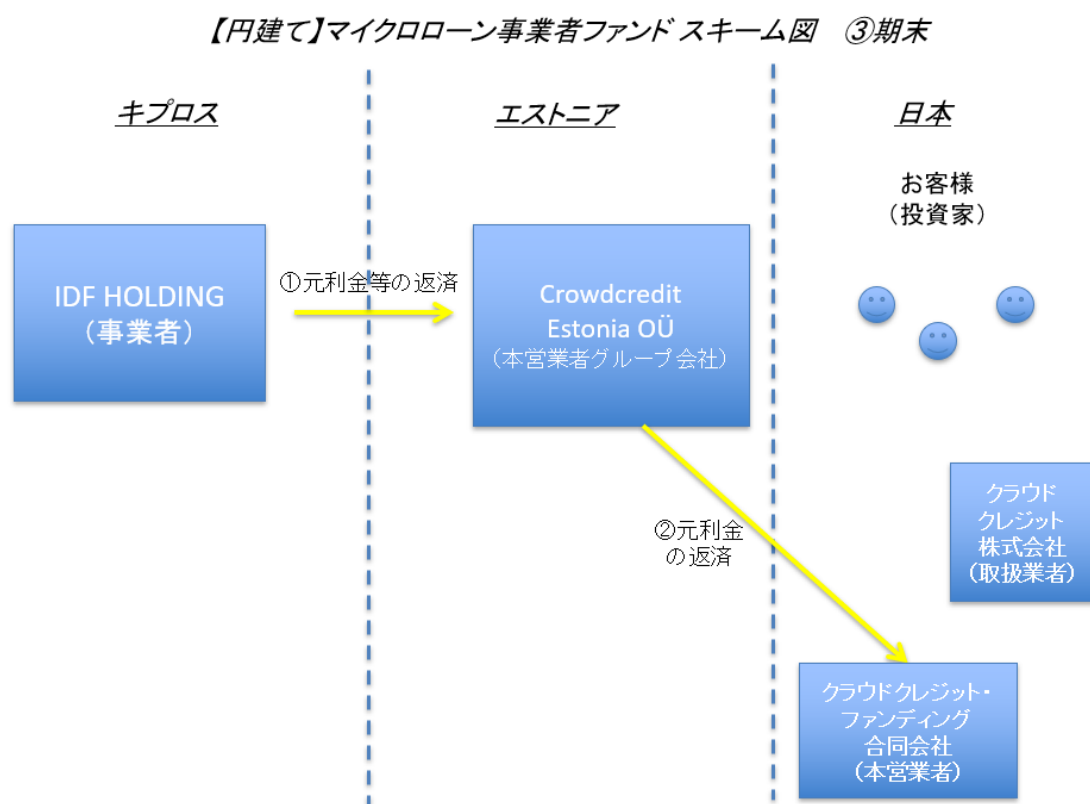 【円建て】マイクロローン事業者ファンド スキーム図　③期末
キプロス
エストニア
日本
お客様
（投資家）
IDF HOLDING
（事業者）
①元利金等の返済
Crowdcredit
Estonia OÜ
（本営業者グループ会社）
クラウド
クレジット
株式会社
（取扱業者）
②元利金
の返済
クラウドクレジット・
ファンディング
合同会社
（本営業者）